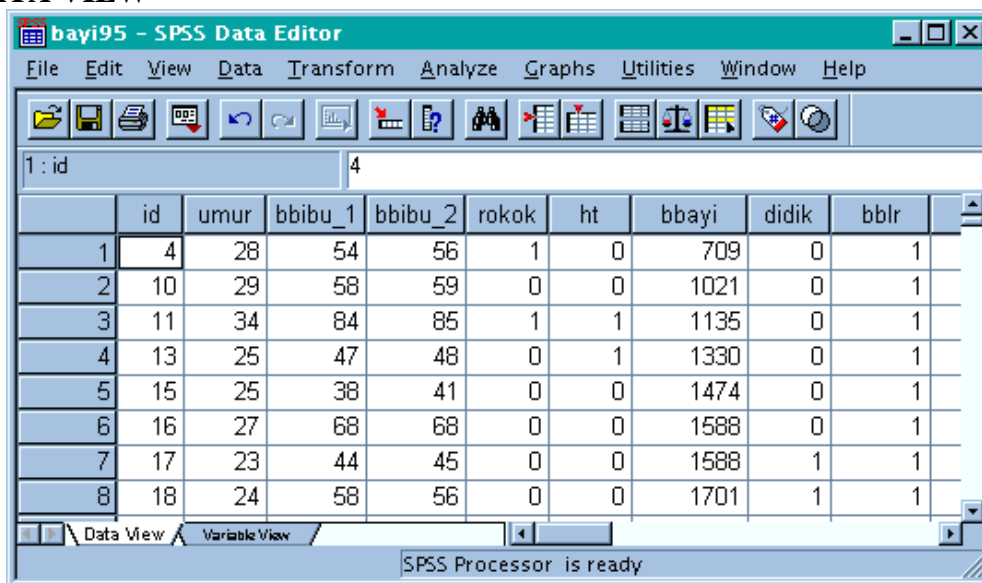 bayi95 - SPSS Data Editor
File Edit View Data Transform Analyze Graphs Utilities Window Help
1 : id 4
id umur bbibu_1 bbibu_2 rokok ht bbayi didik bblr
1 4 28 54 56 1 0 709 0 1
2 10 29 58 59 0 0 1021 0 1
3 11 34 84 85 1 1 1135 0 1
4 13 25 47 48 0 1 1330 0 1
5 15 25 38 41 0 0 1474 0 1
6 16 27 68 68 0 0 1588 0 1
7 17 23 44 45 0 0 1588 1 1
8 18 24 58 56 0 0 1701 1 1
Data View Variable View
SPSS Processor is ready